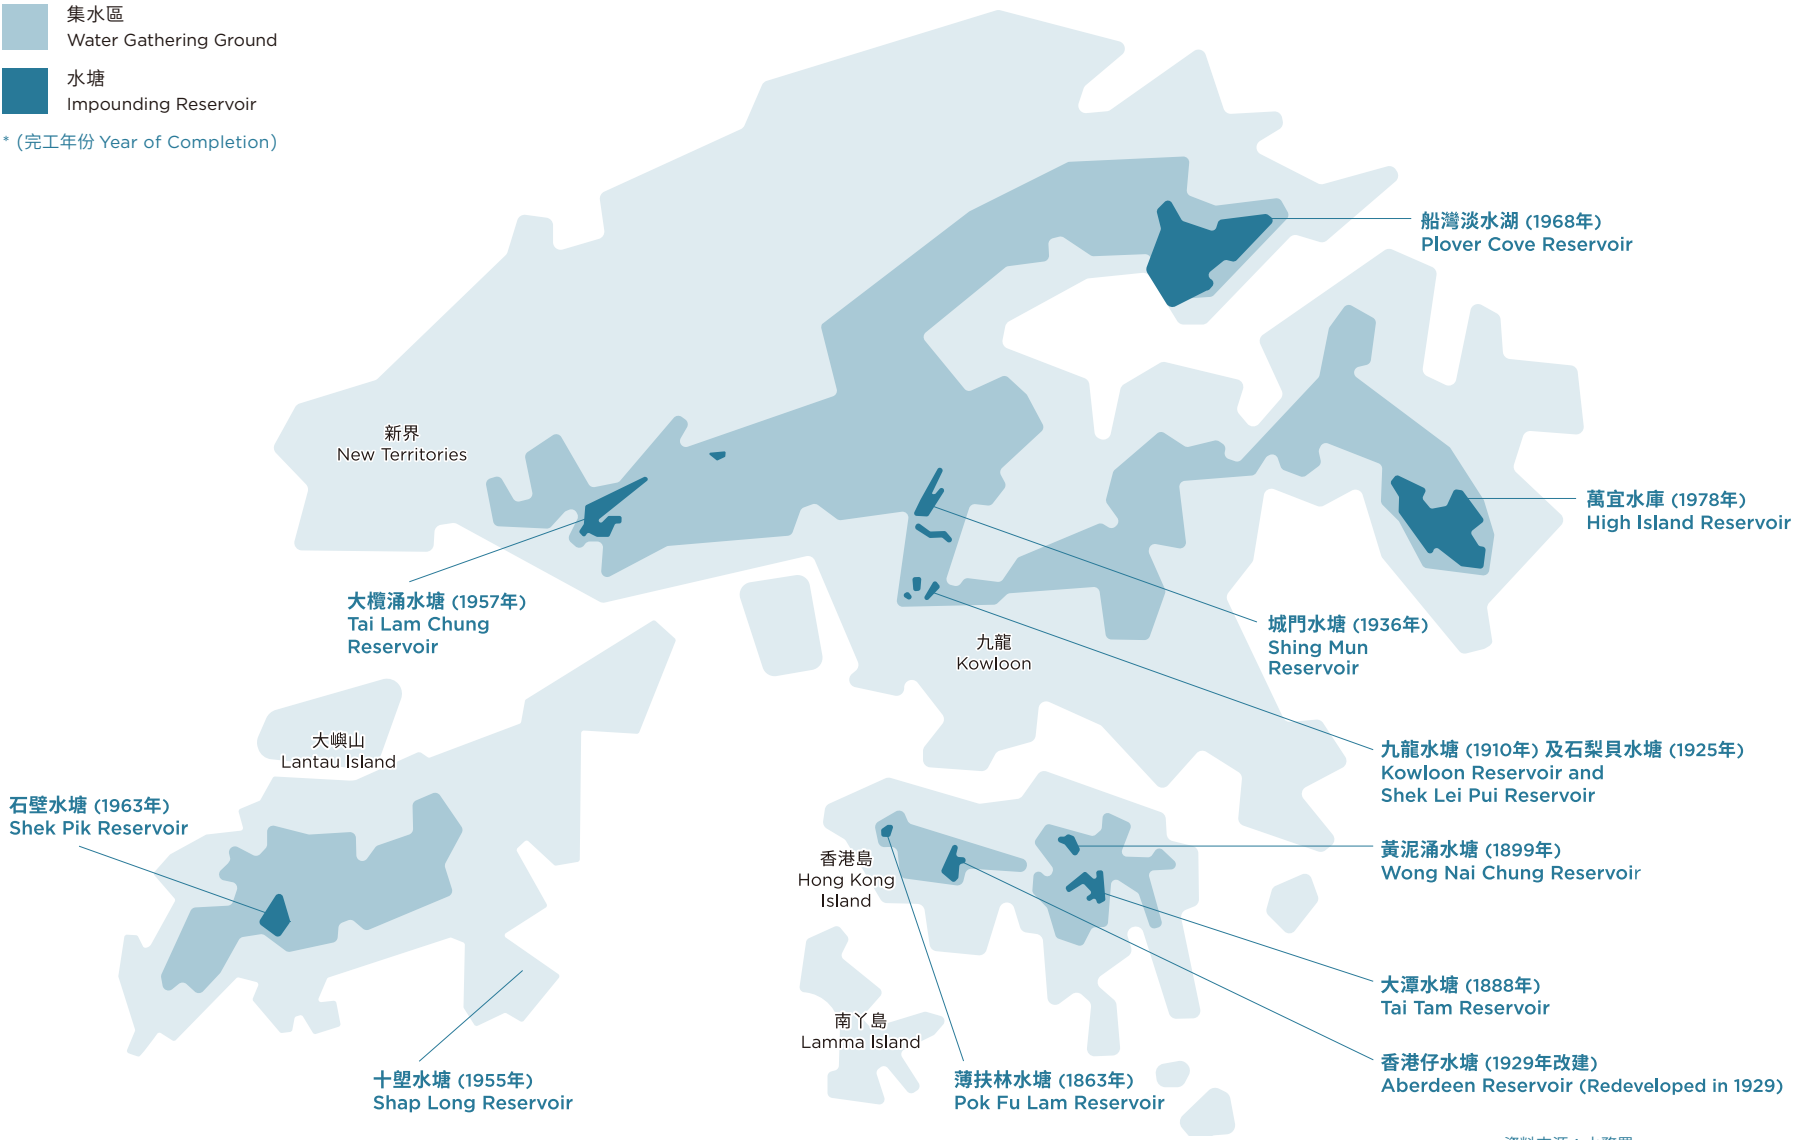 集水區
Water Gathering Ground
水塘
Impounding Reservoir
* (完工年份 Year of Completion)
船灣淡水湖 (1968年)
Plover Cove Reservoir
新界
New Territories
萬宜水庫 (1978年)
High Island Reservoir
大欖涌水塘 (1957年)
Tai Lam Chung
Reservoir
城門水塘 (1936年)
Shing Mun
Reservoir
九龍
Kowloon
大嶼山
Lantau Island
九龍水塘 (1910年) 及石梨貝水塘 (1925年)
Kowloon Reservoir and
Shek Lei Pui Reservoir
石壁水塘 (1963年)
Shek Pik Reservoir
香港島
Hong Kong
Island
黃泥涌水塘 (1899年)
Wong Nai Chung Reservoir
大潭水塘 (1888年)
Tai Tam Reservoir
南丫島
Lamma Island
十塱水塘 (1955年)
Shap Long Reservoir
薄扶林水塘 (1863年)
Pok Fu Lam Reservoir
香港仔水塘 (1929年改建)
Aberdeen Reservoir (Redeveloped in 1929)